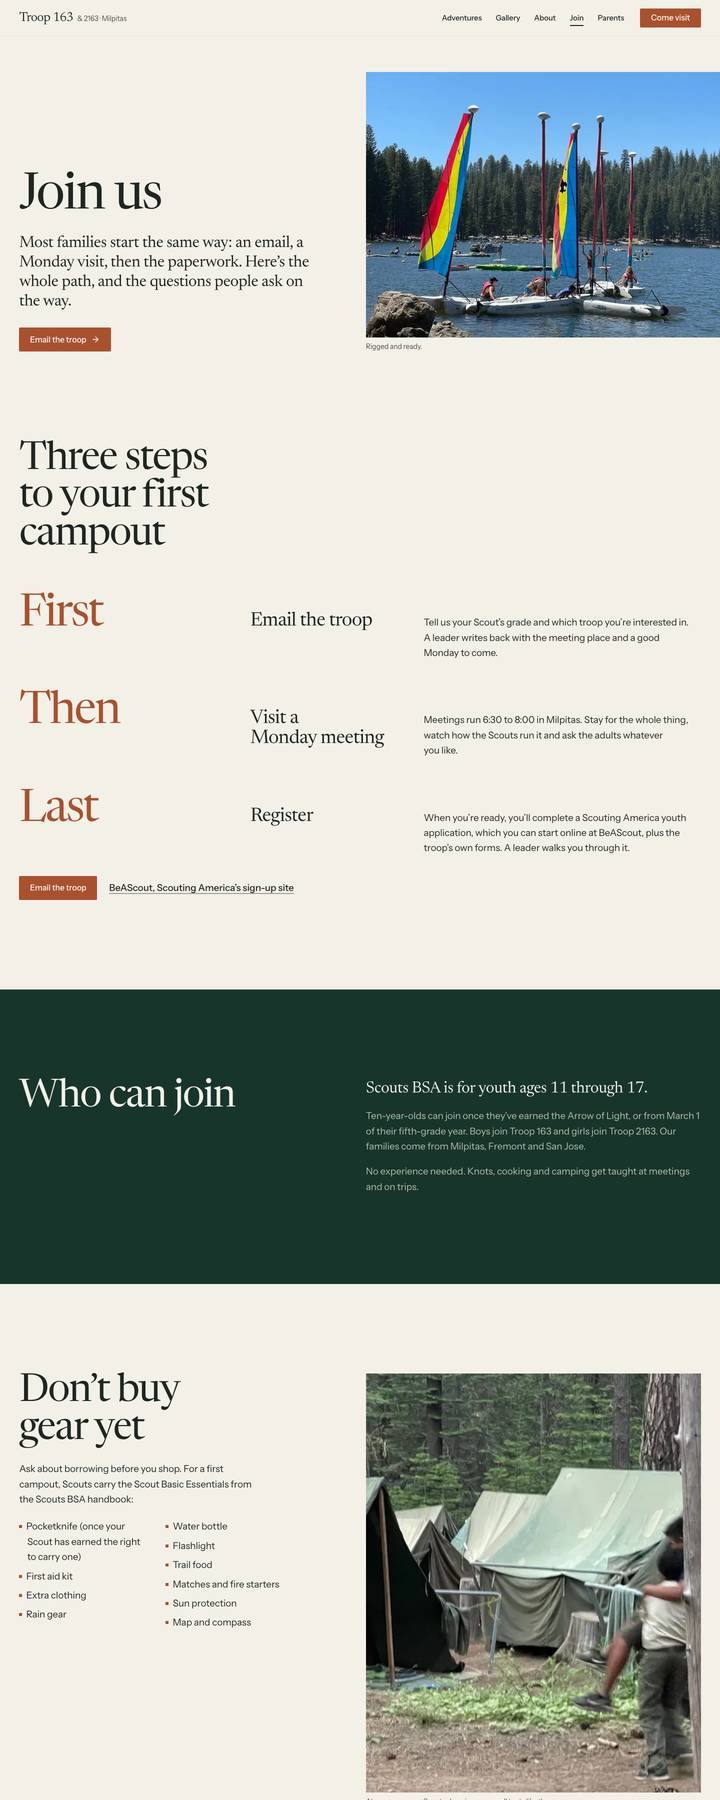 Troop 163 & 2163 · Milpitas
Adventures Gallery About Join Parents Come visit
Join us
Most families start the same way: an email, a
Monday visit, then the paperwork. Here's the
whole path, and the questions people ask on
the way.
Email the troop →
Rigged and ready.
Three steps
to your first
campout
First
Email the troop
Tell us your Scout's grade and which troop you're interested in.
A leader writes back with the meeting place and a good
Monday to come.
Then
Visit a
Monday meeting
Meetings run 6:30 to 8:00 in Milpitas. Stay for the whole thing,
watch how the Scouts run it and ask the adults whatever
you like.
Last
Register
When you're ready, you'll complete a Scouting America youth
application, which you can start online at BeAScout, plus the
troop's own forms. A leader walks you through it.
Email the troop
BeAScout, Scouting America's sign-up site
Who can join
Scouts BSA is for youth ages 11 through 17.
Ten-year-olds can join once they've earned the Arrow of Light, or from March 1
of their fifth-grade year. Boys join Troop 163 and girls join Troop 2163. Our
families come from Milpitas, Fremont and San Jose.
No experience needed. Knots, cooking and camping get taught at meetings
and on trips.
Don't buy
gear yet
Ask about borrowing before you shop. For a first
campout, Scouts carry the Scout Basic Essentials from
the Scouts BSA handbook:
Pocketknife (once your
Scout has earned the right
to carry one)
First aid kit
Extra clothing
Rain gear
Water bottle
Flashlight
Trail food
Matches and fire starters
Sun protection
Map and compass